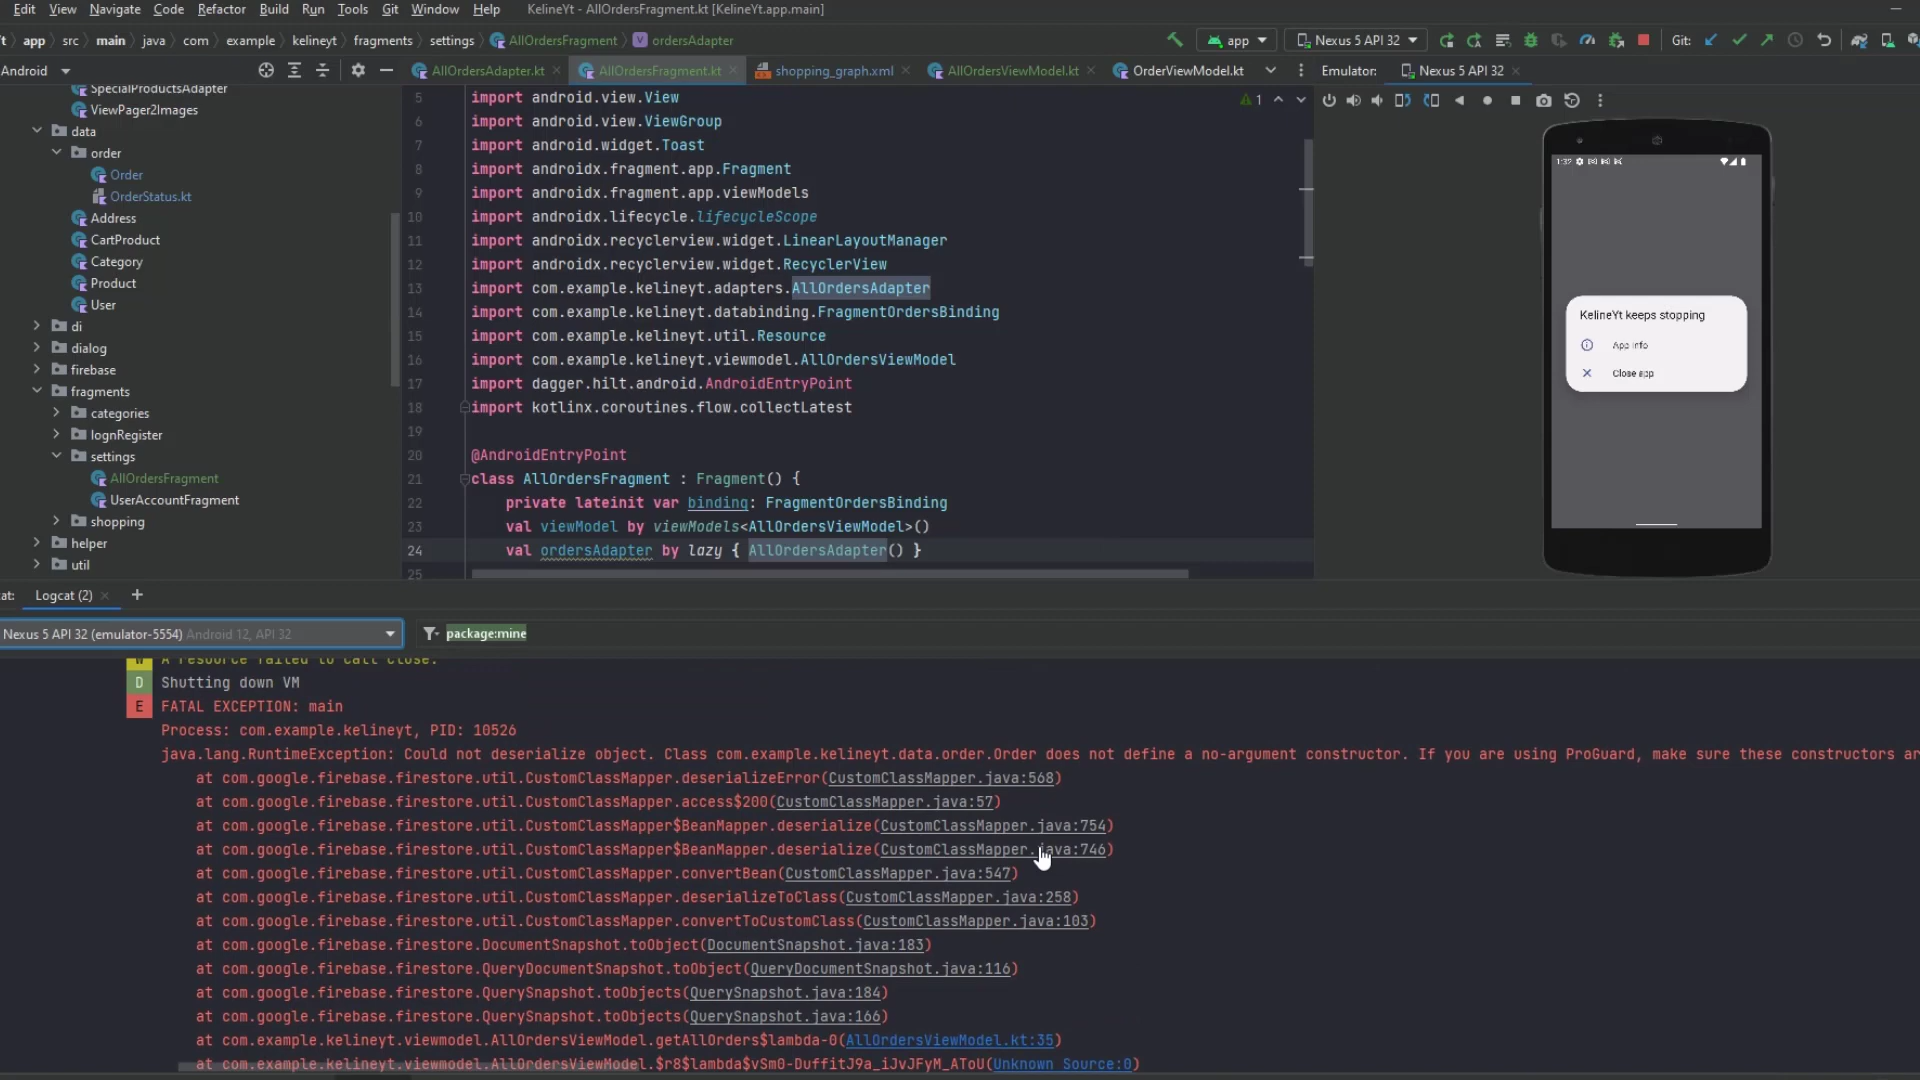 Edit View Navigate Code Refactor Build Run Tools Git Window Help KelineYt - AllOrdersFragment.kt [KelineYt.app.main]
app src main java com example kelineyt fragments settings AllOrdersFragment ordersAdapter
app Nexus 5 API 32 Git:
Android
AllOrdersAdapter.kt AllOrdersFragment.kt shopping_graph.xml AllOrdersViewModel.kt OrderViewModel.kt Emulator: Nexus 5 API 32
SpecialProductsAdapter
ViewPager2Images
data
order
Order
OrderStatus.kt
Address
CartProduct
Category
Product
User
di
dialog
firebase
fragments
categories
lognRegister
settings
AllOrdersFragment
UserAccountFragment
shopping
helper
util
5 import android.view.View
6 import android.view.ViewGroup
7 import android.widget.Toast
8 import androidx.fragment.app.Fragment
9 import androidx.fragment.app.viewModels
10 import androidx.lifecycle.lifecycleScope
11 import androidx.recyclerview.widget.LinearLayoutManager
12 import androidx.recyclerview.widget.RecyclerView
13 import com.example.kelineyt.adapters.AllOrdersAdapter
14 import com.example.kelineyt.databinding.FragmentOrdersBinding
15 import com.example.kelineyt.util.Resource
16 import com.example.kelineyt.viewmodel.AllOrdersViewModel
17 import dagger.hilt.android.AndroidEntryPoint
18 import kotlinx.coroutines.flow.collectLatest
19
20 @AndroidEntryPoint
21 class AllOrdersFragment : Fragment() {
22 private lateinit var binding: FragmentOrdersBinding
23 val viewModel by viewModels<AllOrdersViewModel>()
24 val ordersAdapter by lazy { AllOrdersAdapter() }
25
1
1:32
KelineYt keeps stopping
App info
Close app
Logcat (2)
Nexus 5 API 32 (emulator-5554) Android 12, API 32
package:mine
A resource failed to call close.
D Shutting down VM
E FATAL EXCEPTION: main
Process: com.example.kelineyt, PID: 10526
java.lang.RuntimeException: Could not deserialize object. Class com.example.kelineyt.data.order.Order does not define a no-argument constructor. If you are using ProGuard, make sure these constructors
at com.google.firebase.firestore.util.CustomClassMapper.deserializeError(CustomClassMapper.java:568)
at com.google.firebase.firestore.util.CustomClassMapper.access$200(CustomClassMapper.java:57)
at com.google.firebase.firestore.util.CustomClassMapper$BeanMapper.deserialize(CustomClassMapper.java:754)
at com.google.firebase.firestore.util.CustomClassMapper$BeanMapper.deserialize(CustomClassMapper.java:746)
at com.google.firebase.firestore.util.CustomClassMapper.convertBean(CustomClassMapper.java:547)
at com.google.firebase.firestore.util.CustomClassMapper.deserializeToClass(CustomClassMapper.java:258)
at com.google.firebase.firestore.util.CustomClassMapper.convertToCustomClass(CustomClassMapper.java:103)
at com.google.firebase.firestore.DocumentSnapshot.toObject(DocumentSnapshot.java:183)
at com.google.firebase.firestore.QueryDocumentSnapshot.toObject(QueryDocumentSnapshot.java:116)
at com.google.firebase.firestore.QuerySnapshot.toObjects(QuerySnapshot.java:184)
at com.google.firebase.firestore.QuerySnapshot.toObjects(QuerySnapshot.java:166)
at com.example.kelineyt.viewmodel.AllOrdersViewModel.getAllOrders$lambda-0(AllOrdersViewModel.kt:35)
at com.example.kelineyt.viewmodel.AllOrdersViewModel.$r8$lambda$vSm0-DuffitJ9a_iJvJFyM_AToU(Unknown Source:0)